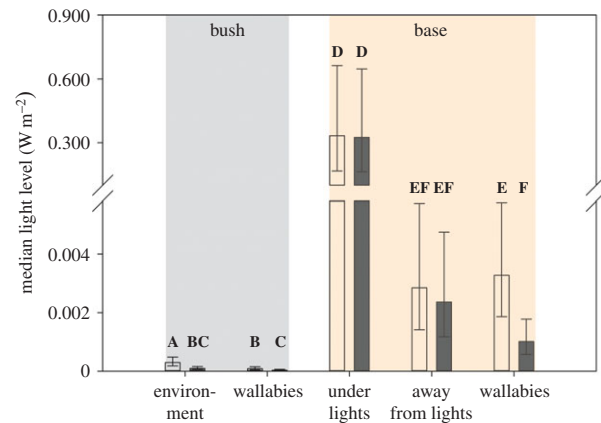 0.900
bush
base
D D
0.600
0.300
median light level (W m−2)
EF EF
E F
0.004
0.002
A BC
B C
0
environ-
ment
wallabies
under
lights
away
from lights
wallabies